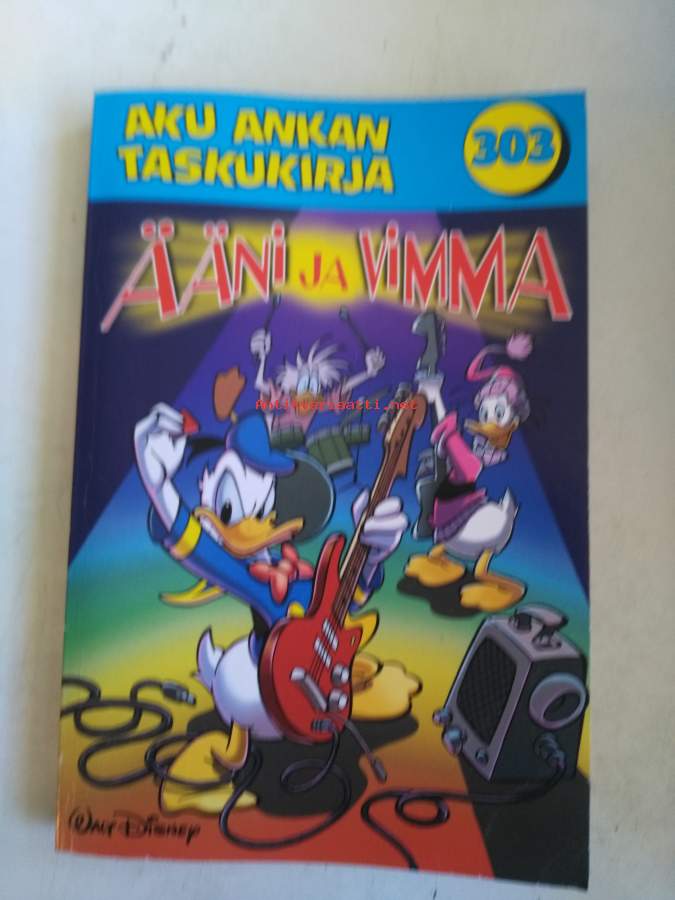 AKU ANKAN
TASKUKIRJA
303
ÄÄNI JA VIMMA
Antikvariaatti.net
WALT DISNEY